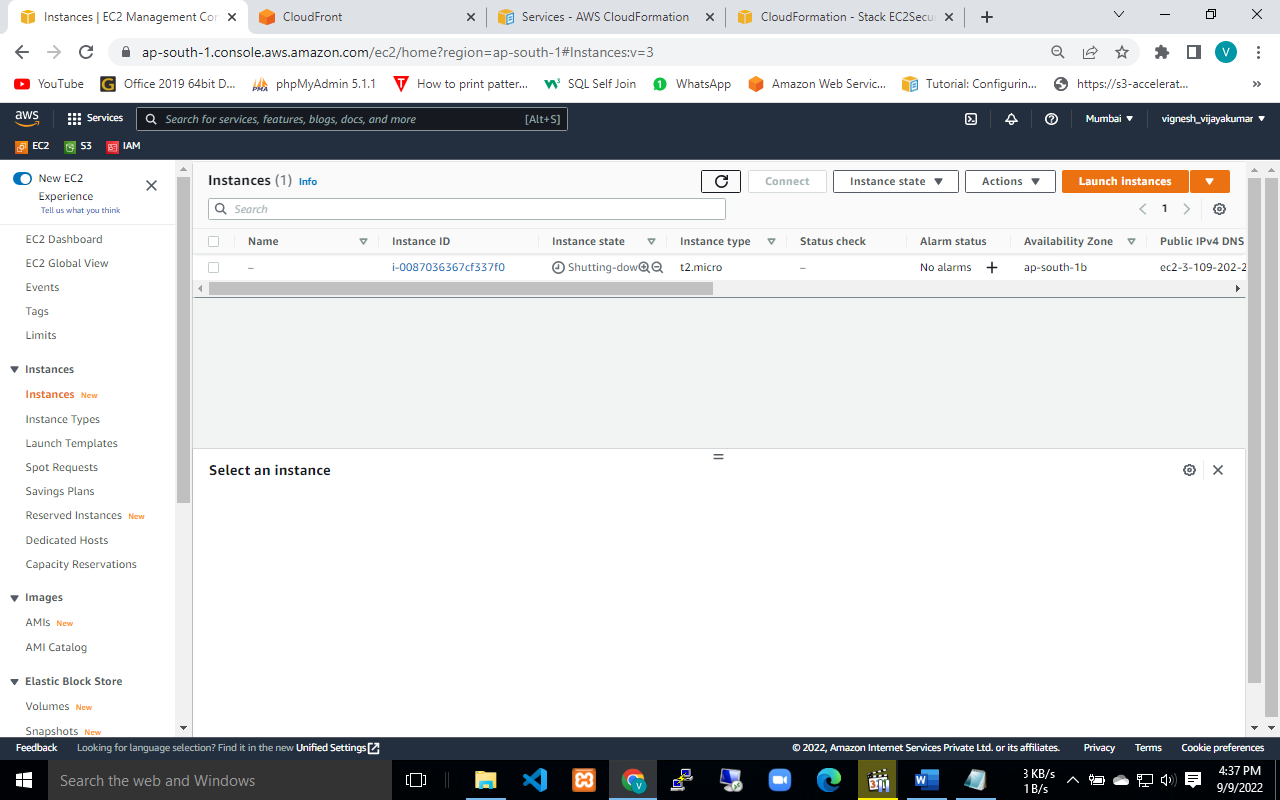 Instances | EC2 Management Con
CloudFront
Services - AWS CloudFormation
CloudFormation - Stack EC2Secu
ap-south-1.console.aws.amazon.com/ec2/home?region=ap-south-1#Instances:v=3
V
YouTube
Office 2019 64bit D...
phpMyAdmin 5.1.1
How to print patter...
SQL Self Join
WhatsApp
Amazon Web Servic...
Tutorial: Configurin...
https://s3-accelerat...
»
aws
Services
Search for services, features, blogs, docs, and more
[Alt+S]
Mumbai
vignesh_vijayakumar
EC2
S3
IAM
New EC2
Experience
Tell us what you think
EC2 Dashboard
EC2 Global View
Events
Tags
Limits
Instances
Instances New
Instance Types
Launch Templates
Spot Requests
Savings Plans
Reserved Instances New
Dedicated Hosts
Capacity Reservations
Images
AMIs New
AMI Catalog
Elastic Block Store
Volumes New
Snapshots New
Instances (1) Info
Connect
Instance state
Actions
Launch instances
Search
1
Name
Instance ID
Instance state
Instance type
Status check
Alarm status
Availability Zone
Public IPv4 DNS
–
i-0087036367cf337f0
Shutting-dow
t2.micro
–
No alarms
ap-south-1b
ec2-3-109-202-2
Select an instance
Feedback
Looking for language selection? Find it in the new Unified Settings
© 2022, Amazon Internet Services Private Ltd. or its affiliates.
Privacy
Terms
Cookie preferences
Search the web and Windows
3 KB/s
1 B/s
4:37 PM
9/9/2022